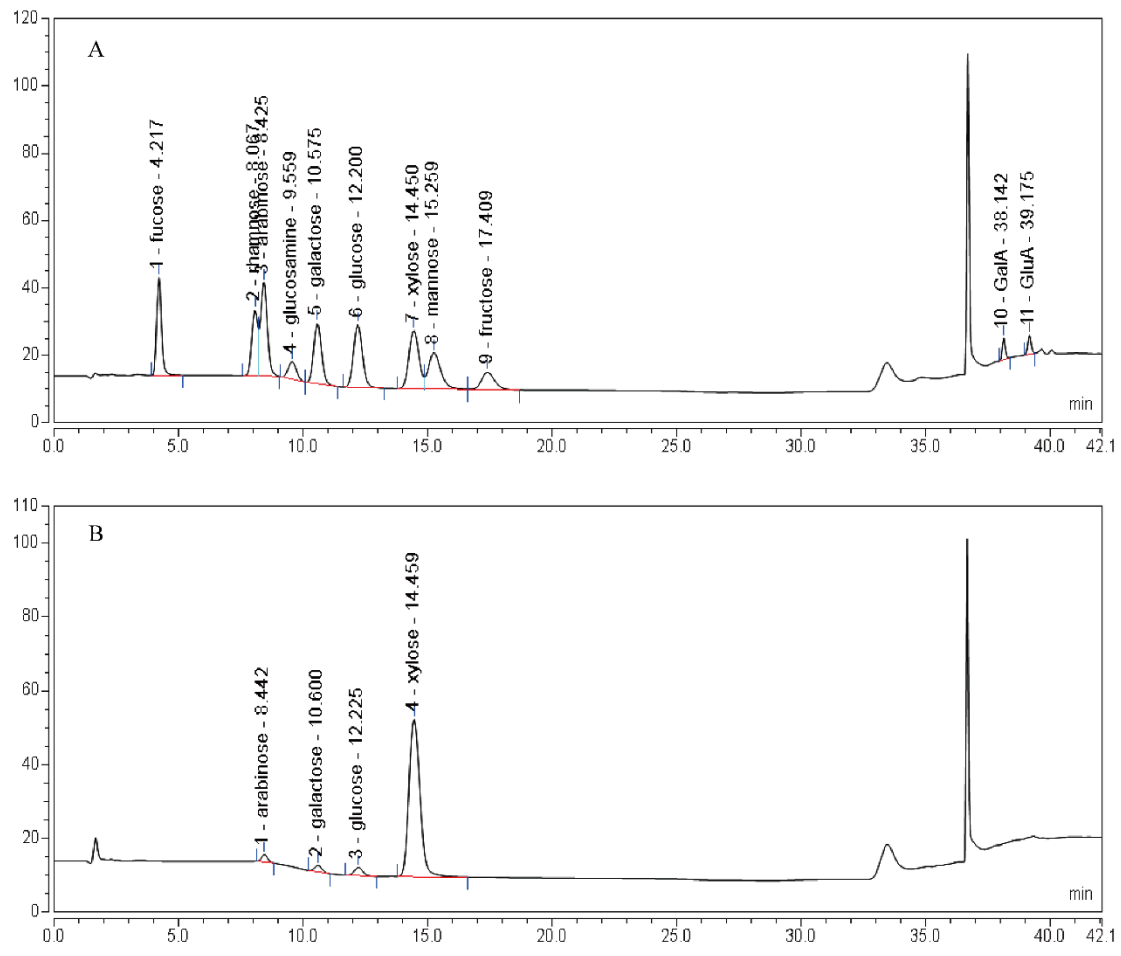 120
A
100
80
60
40
20
0
1 - fucose - 4.217
2 - rhamnose - 8.067
3 - arabinose - 8.425
4 - glucosamine - 9.559
5 - galactose - 10.575
6 - glucose - 12.200
7 - xylose - 14.450
8 - mannose - 15.259
9 - fructose - 17.409
10 - GalA - 38.142
11 - GluA - 39.175
min
0.0 5.0 10.0 15.0 20.0 25.0 30.0 35.0 40.0 42.1
110
B
100
80
60
40
20
0
1 - arabinose - 8.442
2 - galactose - 10.600
3 - glucose - 12.225
4 - xylose - 14.459
min
0.0 5.0 10.0 15.0 20.0 25.0 30.0 35.0 40.0 42.1